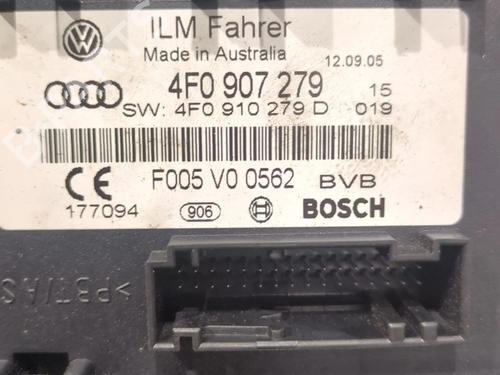 ILM Fahrer
Made in Australia
12.09.05
4F0 907 279 15
SW: 4F0 910 279 D 019
F005 V0 0562 BVB
177094 906 BOSCH